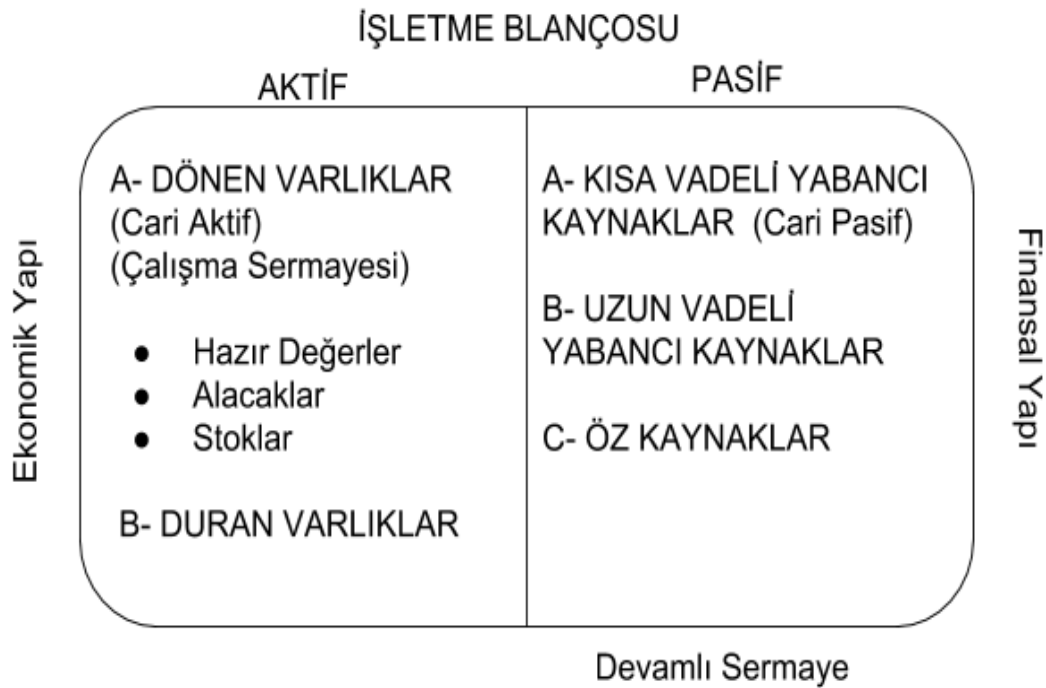 İŞLETME BLANÇOSU
AKTİF
PASİF
Ekonomik Yapı
A- DÖNEN VARLIKLAR
(Cari Aktif)
(Çalışma Sermayesi)
● Hazır Değerler
● Alacaklar
● Stoklar
B- DURAN VARLIKLAR
A- KISA VADELİ YABANCI
KAYNAKLAR (Cari Pasif)
B- UZUN VADELİ
YABANCI KAYNAKLAR
C- ÖZ KAYNAKLAR
Finansal Yapı
Devamlı Sermaye